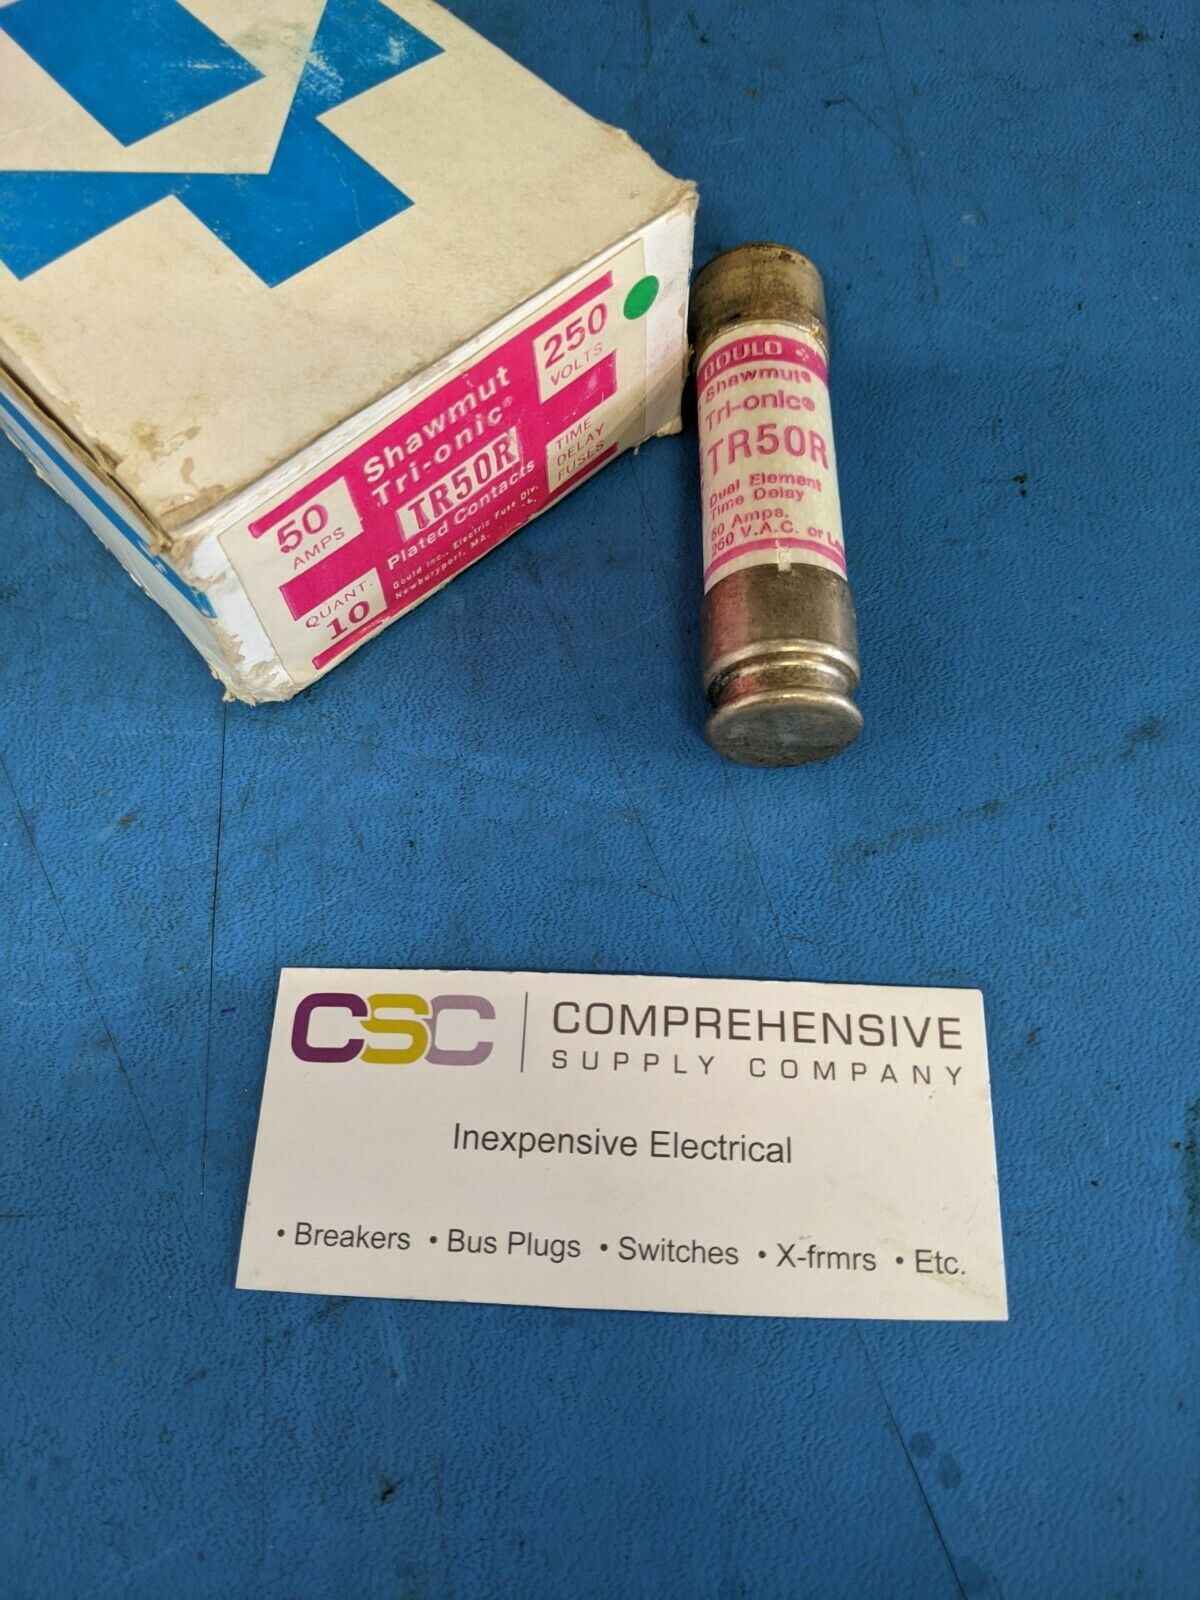 50
AMPS
Shawmut
Tri-onic®
TR50R
Plated Contacts
Gould Inc., Electric Fuse Div.
Newburyport, MA.
250
VOLTS
TIME
DELAY
FUSES
QUANT.
10
GOULD
Shawmut®
Tri-onic®
TR50R
Dual Element
Time Delay
50 Amps.
250 V.A.C. or
CSC
COMPREHENSIVE
SUPPLY COMPANY
Inexpensive Electrical
• Breakers • Bus Plugs • Switches • X-frmrs • Etc.